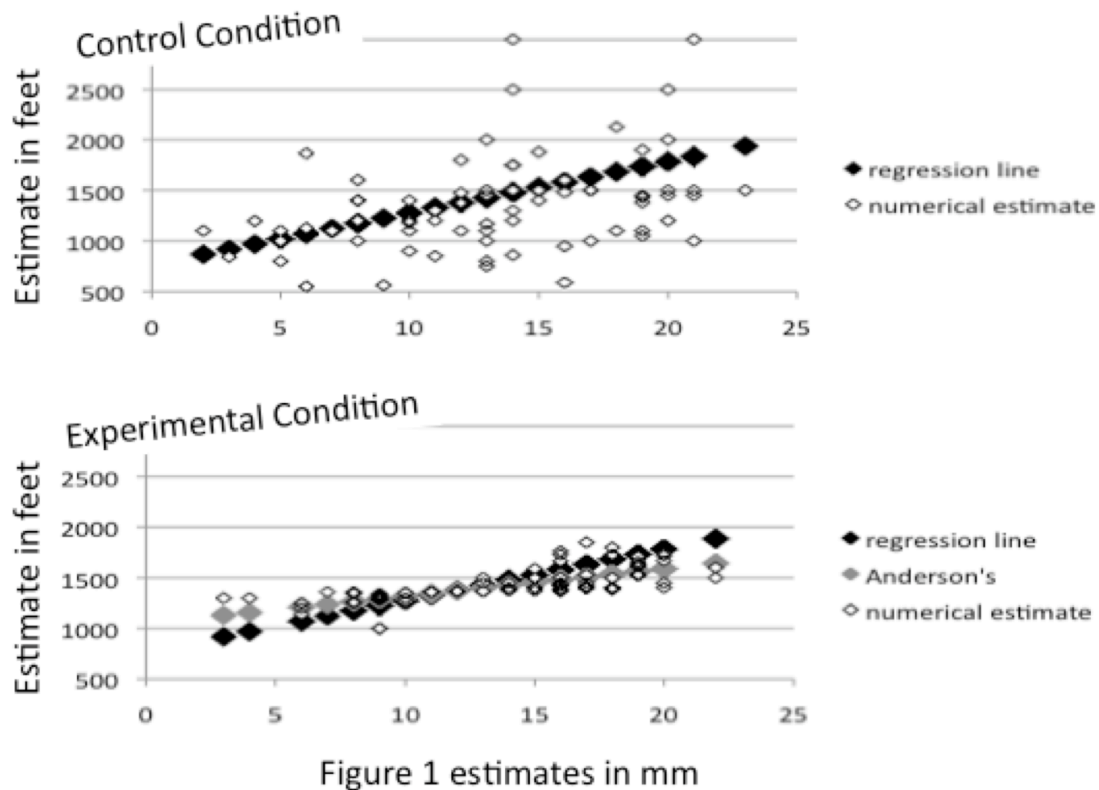 Control Condition
Estimate in feet
2500
2000
1500
1000
500
0 5 10 15 20 25
regression line
numerical estimate
Experimental Condition
Estimate in feet
2500
2000
1500
1000
500
0 5 10 15 20 25
regression line
Anderson's
numerical estimate
Figure 1 estimates in mm